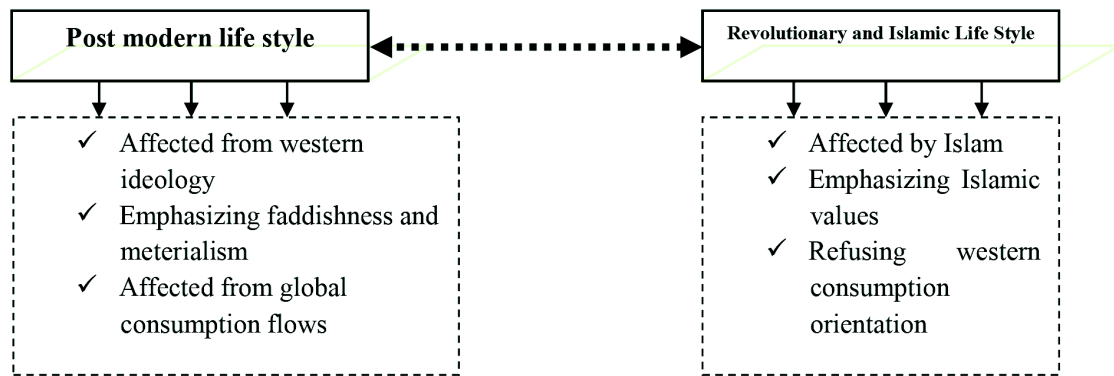 Post modern life style
Revolutionary and Islamic Life Style
✓ Affected from western
ideology
✓ Emphasizing faddishness and
meterialism
✓ Affected from global
consumption flows
✓ Affected by Islam
✓ Emphasizing Islamic
values
✓ Refusing western
consumption
orientation